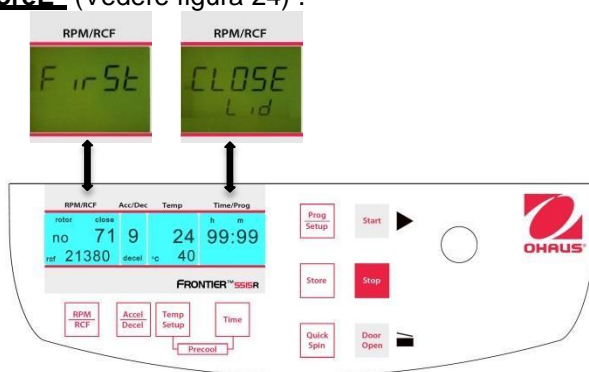 orcE" (Vedere figura 24) .
RPM/RCF RPM/RCF
FirSt CLOSE
Lid
RPM/RCF Acc/Dec Temp Time/Prog
rotor close h m
no 71 9 24 99:99
rcf 21380 decel °C 40
FRONTIER™ 5515R
RPM
RCF
Accel
Decel
Temp
Setup
Time
Precool
Prog
Setup
Start
Store
Stop
Quick
Spin
Door
Open
OHAUS®